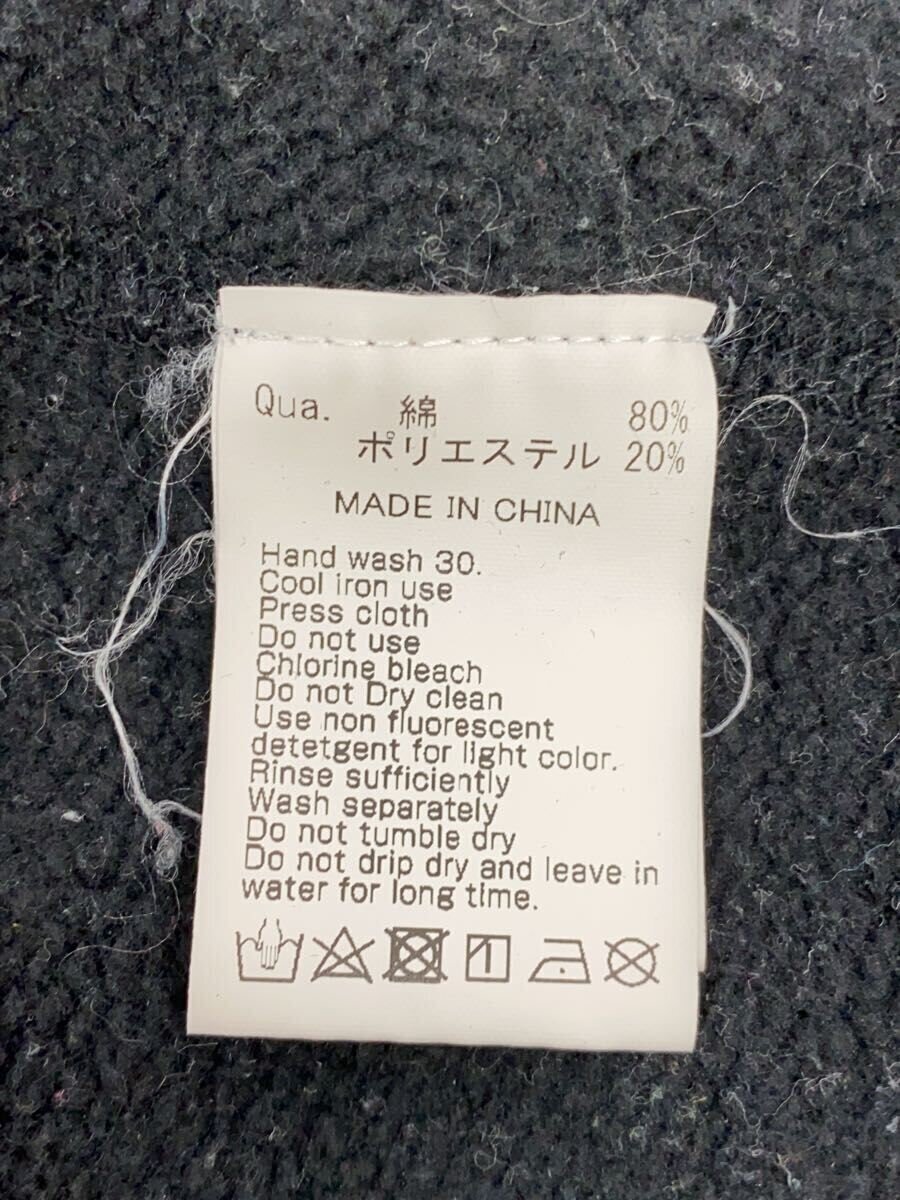 Qua. 綿 80%
ポリエステル 20%
MADE IN CHINA
Hand wash 30.
Cool iron use
Press cloth
Do not use
Chlorine bleach
Do not Dry clean
Use non fluorescent
detetgent for light color.
Rinse sufficiently
Wash separately
Do not tumble dry
Do not drip dry and leave in
water for long time.